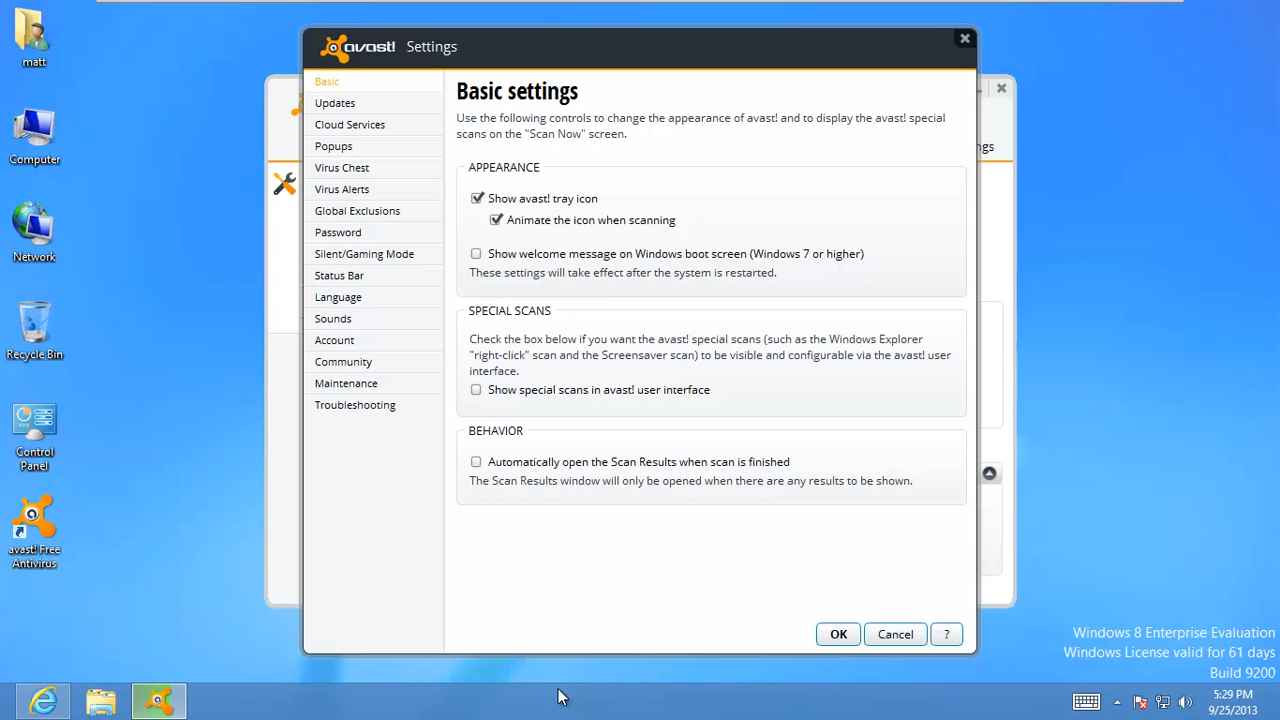 matt
Computer
Network
Recycle Bin
Control
Panel
avast! Free
Antivirus
avast! Settings
ngs
Basic
Updates
Cloud Services
Popups
Virus Chest
Virus Alerts
Global Exclusions
Password
Silent/Gaming Mode
Status Bar
Language
Sounds
Account
Community
Maintenance
Troubleshooting
Basic settings
Use the following controls to change the appearance of avast! and to display the avast! special
scans on the "Scan Now" screen.
APPEARANCE
Show avast! tray icon
Animate the icon when scanning
Show welcome message on Windows boot screen (Windows 7 or higher)
These settings will take effect after the system is restarted.
SPECIAL SCANS
Check the box below if you want the avast! special scans (such as the Windows Explorer
"right-click" scan and the Screensaver scan) to be visible and configurable via the avast! user
interface.
Show special scans in avast! user interface
BEHAVIOR
Automatically open the Scan Results when scan is finished
The Scan Results window will only be opened when there are any results to be shown.
OK
Cancel
?
Windows 8 Enterprise Evaluation
Windows License valid for 61 days
Build 9200
5:29 PM
9/25/2013